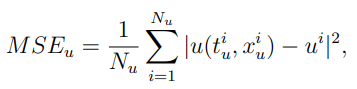 MSE_u = \frac{1}{N_u} \sum_{i=1}^{N_u} |u(t_u^i, x_u^i) - u^i|^2,